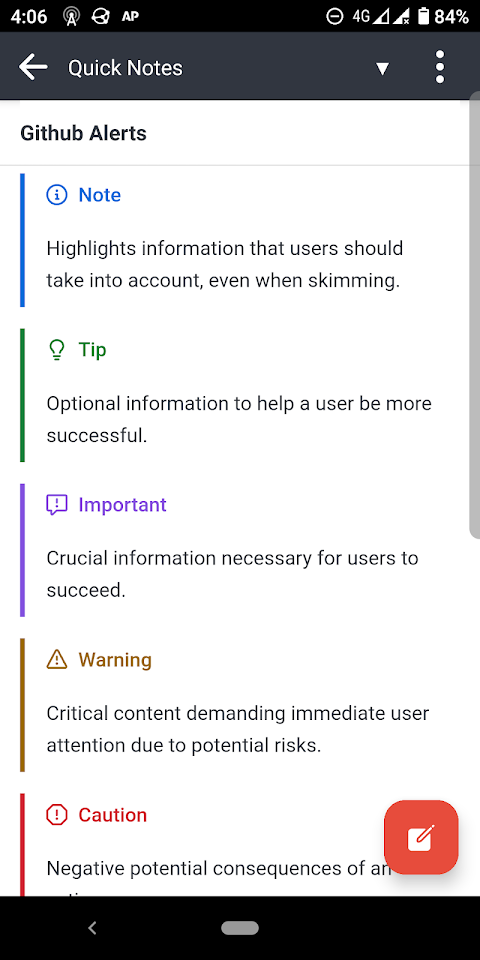 4:06 AP 4G 84%
Quick Notes
Github Alerts
Note
Highlights information that users should
take into account, even when skimming.
Tip
Optional information to help a user be more
successful.
Important
Crucial information necessary for users to
succeed.
Warning
Critical content demanding immediate user
attention due to potential risks.
Caution
Negative potential consequences of an